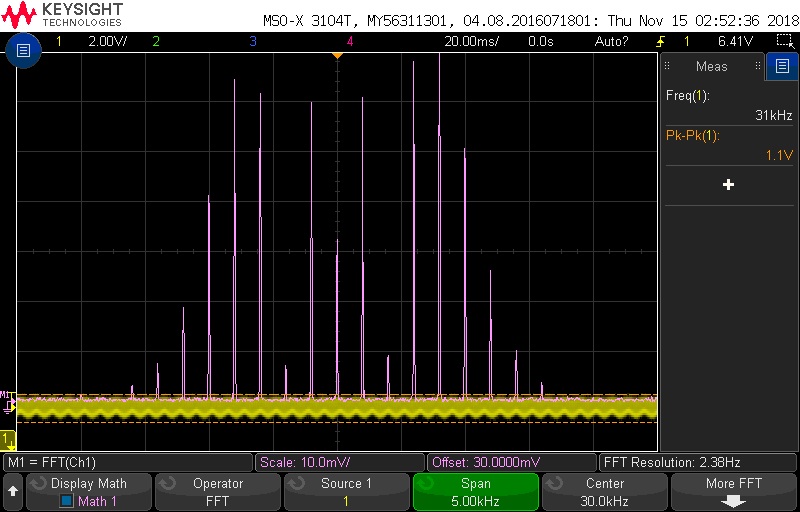 KEYSIGHT
TECHNOLOGIES
MSO-X 3104T, MY56311301, 04.08.2016071801: Thu Nov 15 02:52:36 2018
1 2.00V/ 2 3 4 20.00ms/ 0.0s Auto? 1 6.41V
Meas
Freq(1):
31kHz
Pk-Pk(1):
1.1V
M1
1
M1 = FFT(Ch1) Scale: 10.0mV/ Offset: 30.0000mV FFT Resolution: 2.38Hz
Display Math Operator Source 1 Span Center More FFT
Math 1 FFT 1 5.00kHz 30.0kHz